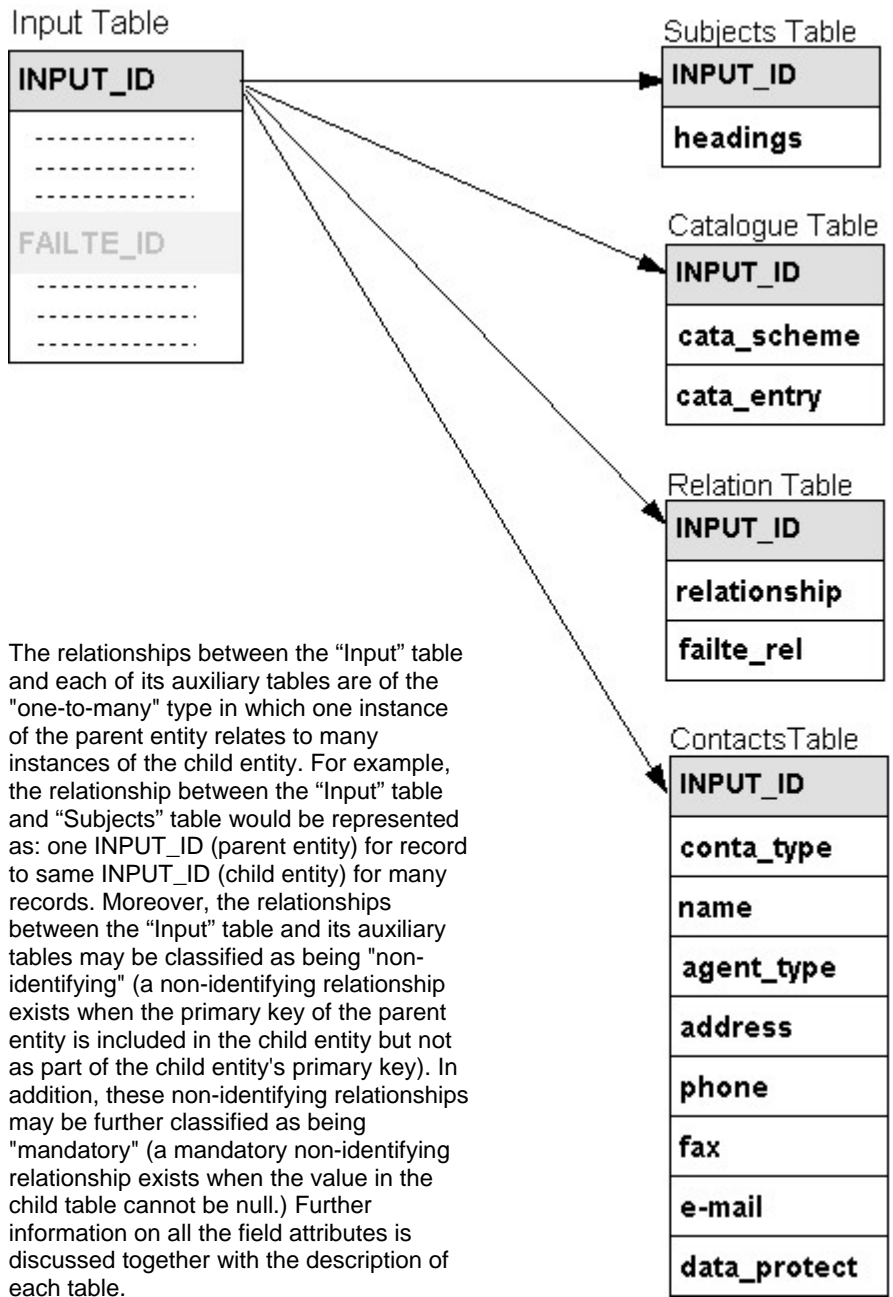 Input Table
INPUT_ID
FAILTE_ID
Subjects Table
INPUT_ID
headings
Catalogue Table
INPUT_ID
cata_scheme
cata_entry
Relation Table
INPUT_ID
relationship
failte_rel
ContactsTable
INPUT_ID
conta_type
name
agent_type
address
phone
fax
e-mail
data_protect
The relationships between the “Input” table
and each of its auxiliary tables are of the
"one-to-many" type in which one instance
of the parent entity relates to many
instances of the child entity. For example,
the relationship between the “Input” table
and “Subjects” table would be represented
as: one INPUT_ID (parent entity) for record
to same INPUT_ID (child entity) for many
records. Moreover, the relationships
between the “Input” table and its auxiliary
tables may be classified as being "non-
identifying" (a non-identifying relationship
exists when the primary key of the parent
entity is included in the child entity but not
as part of the child entity's primary key). In
addition, these non-identifying relationships
may be further classified as being
"mandatory" (a mandatory non-identifying
relationship exists when the value in the
child table cannot be null.) Further
information on all the field attributes is
discussed together with the description of
each table.